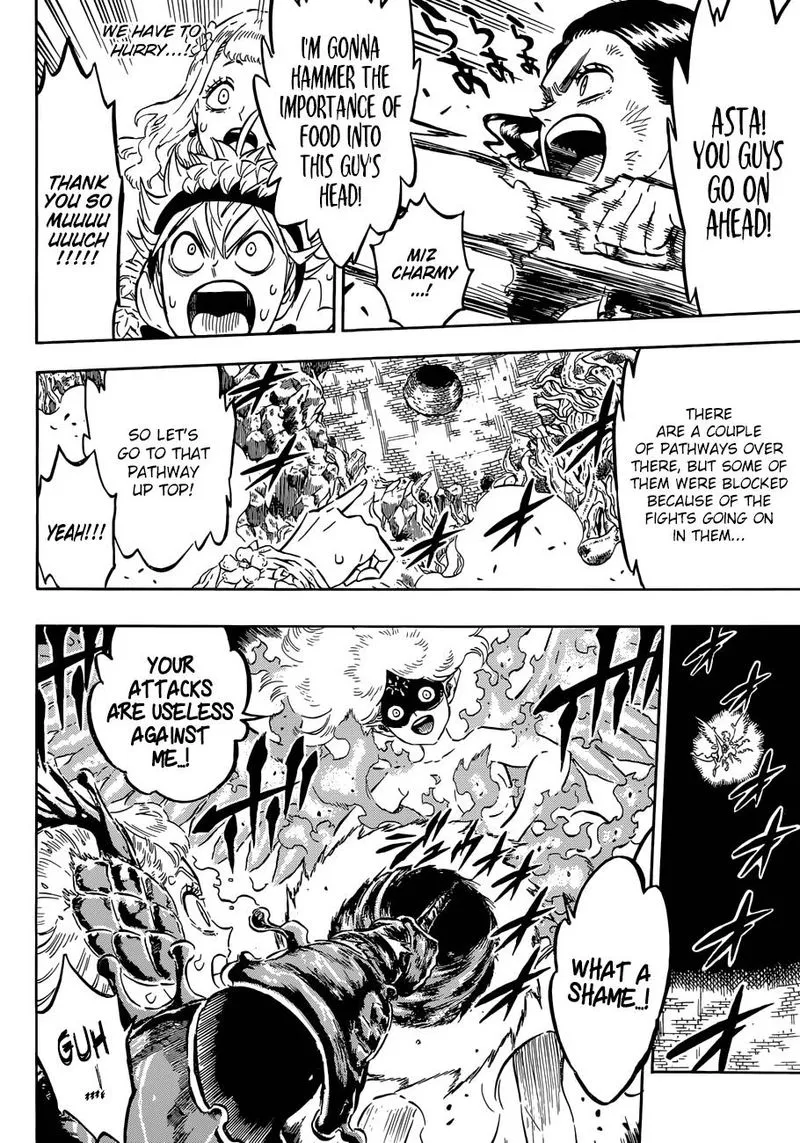 ASTA!
YOU GUYS
GO ON
AHEAD!
I'M GONNA
HAMMER THE
IMPORTANCE OF
FOOD INTO
THIS GUY'S
HEAD!
MIZ
CHARMY
...!
WE HAVE TO
HURRY...!
THANK
YOU SO
MUUUU
UUUCH
!!!!!
THERE
ARE A COUPLE
OF PATHWAYS OVER
THERE, BUT SOME OF
THEM WERE BLOCKED
BECAUSE OF THE
FIGHTS GOING ON
IN THEM...
SO LET'S
GO TO THAT
PATHWAY
UP TOP!
YEAH!!!
YOUR
ATTACKS
ARE USELESS
AGAINST
ME...!
WHAT A
SHAME...!
GUH
...!